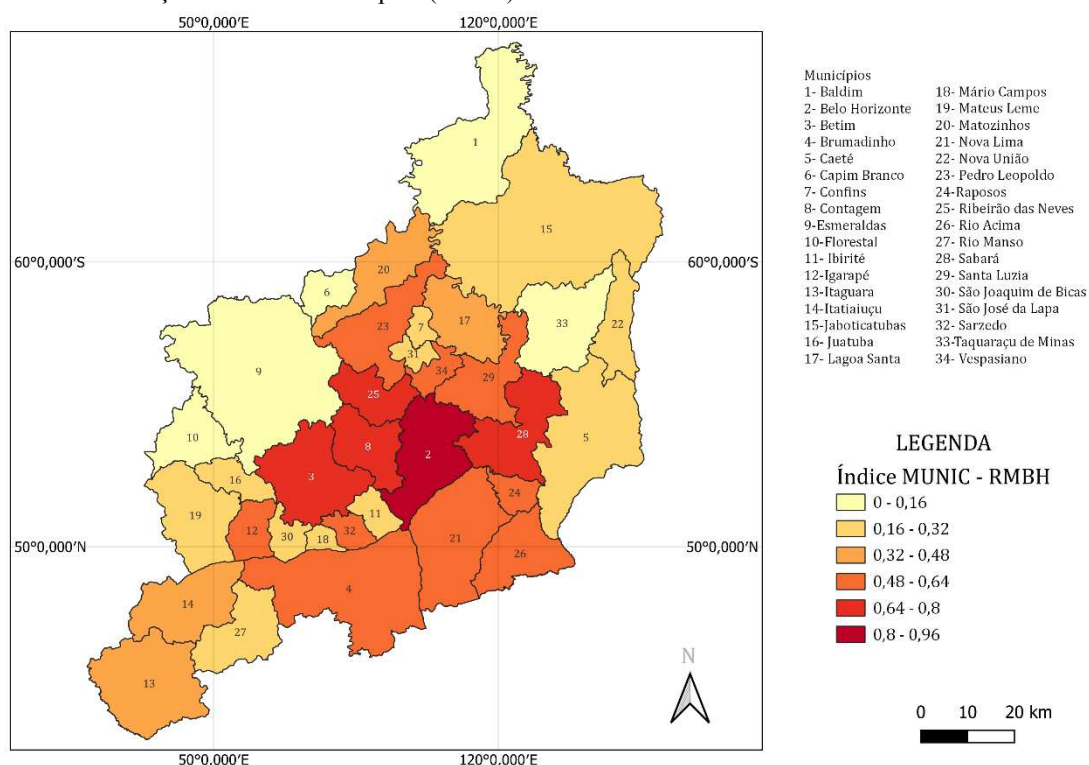 50°0,000′E 120°0,000′E
1
15
60°0,000′S 60°0,000′S
20
6
33
22
7
17
23
31
34
29
9
25
5
28
10
8
2
3
16
24
19
11
12
32
30
18
21
26
50°0,000′N 50°0,000′N
4
14
27
13
N
50°0,000′E 120°0,000′E
Municípios
1- Baldim
2- Belo Horizonte
3- Betim
4- Brumadinho
5- Caeté
6- Capim Branco
7- Confins
8- Contagem
9-Esmeraldas
10-Florestal
11- Ibirité
12-Igarapé
13-Itaguara
14-Itatiaiuçu
15-Jaboticatubas
16- Juatuba
17- Lagoa Santa
18- Mário Campos
19- Mateus Leme
20- Matozinhos
21- Nova Lima
22- Nova União
23- Pedro Leopoldo
24-Raposos
25- Ribeirão das Neves
26- Rio Acima
27- Rio Manso
28- Sabará
29- Santa Luzia
30- São Joaquim de Bicas
31- São José da Lapa
32- Sarzedo
33-Taquaraçu de Minas
34- Vespasiano
LEGENDA
Índice MUNIC - RMBH
0 - 0,16
0,16 - 0,32
0,32 - 0,48
0,48 - 0,64
0,64 - 0,8
0,8 - 0,96
0 10 20 km